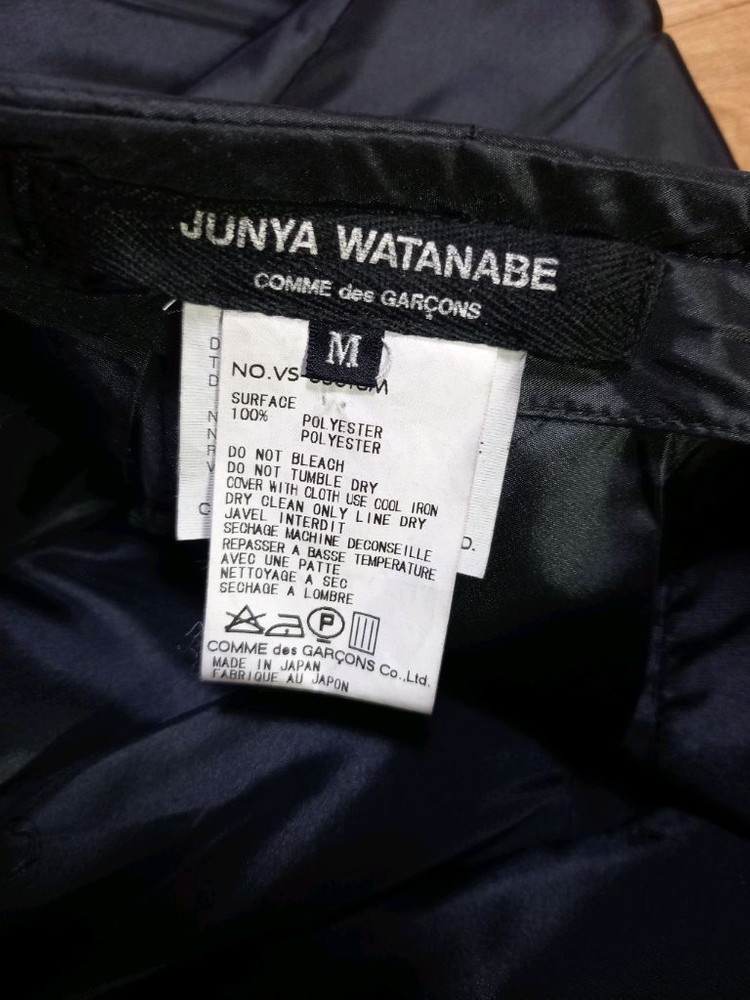 JUNYA WATANABE
COMME des GARÇONS
M
NO.VS-
SURFACE
100% POLYESTER
POLYESTER
DO NOT BLEACH
DO NOT TUMBLE DRY
COVER WITH CLOTH USE COOL IRON
DRY CLEAN ONLY LINE DRY
JAVEL INTERDIT
SECHAGE MACHINE DECONSEILLE
REPASSER A BASSE TEMPERATURE
AVEC UNE PATTE
NETTOYAGE A SEC
SECHAGE A LOMBRE
P
COMME des GARÇONS Co.,Ltd.
MADE IN JAPAN
FABRIQUE AU JAPON